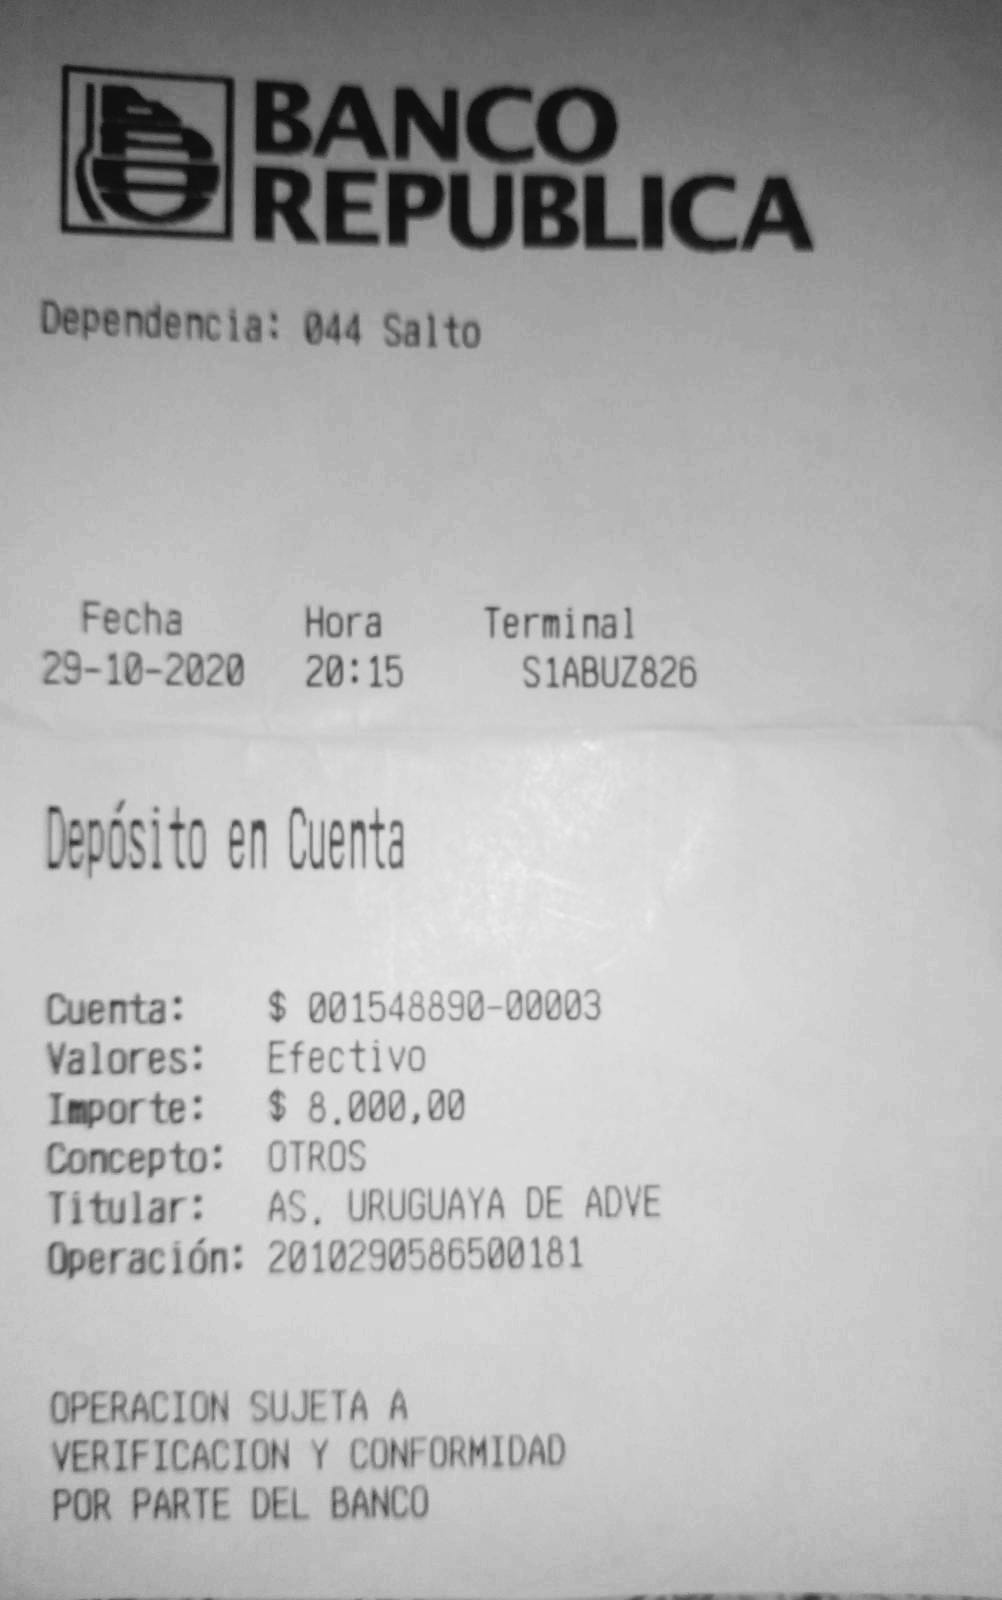 BANCO
REPUBLICA
Dependencia: 044 Salto
Fecha Hora Terminal
29-10-2020 20:15 S1ABUZ826
Depósito en Cuenta
Cuenta: $ 001548890-00003
Valores: Efectivo
Importe: $ 8.000,00
Concepto: OTROS
Titular: AS. URUGUAYA DE ADVE
Operación: 2010290586500181
OPERACION SUJETA A
VERIFICACION Y CONFORMIDAD
POR PARTE DEL BANCO